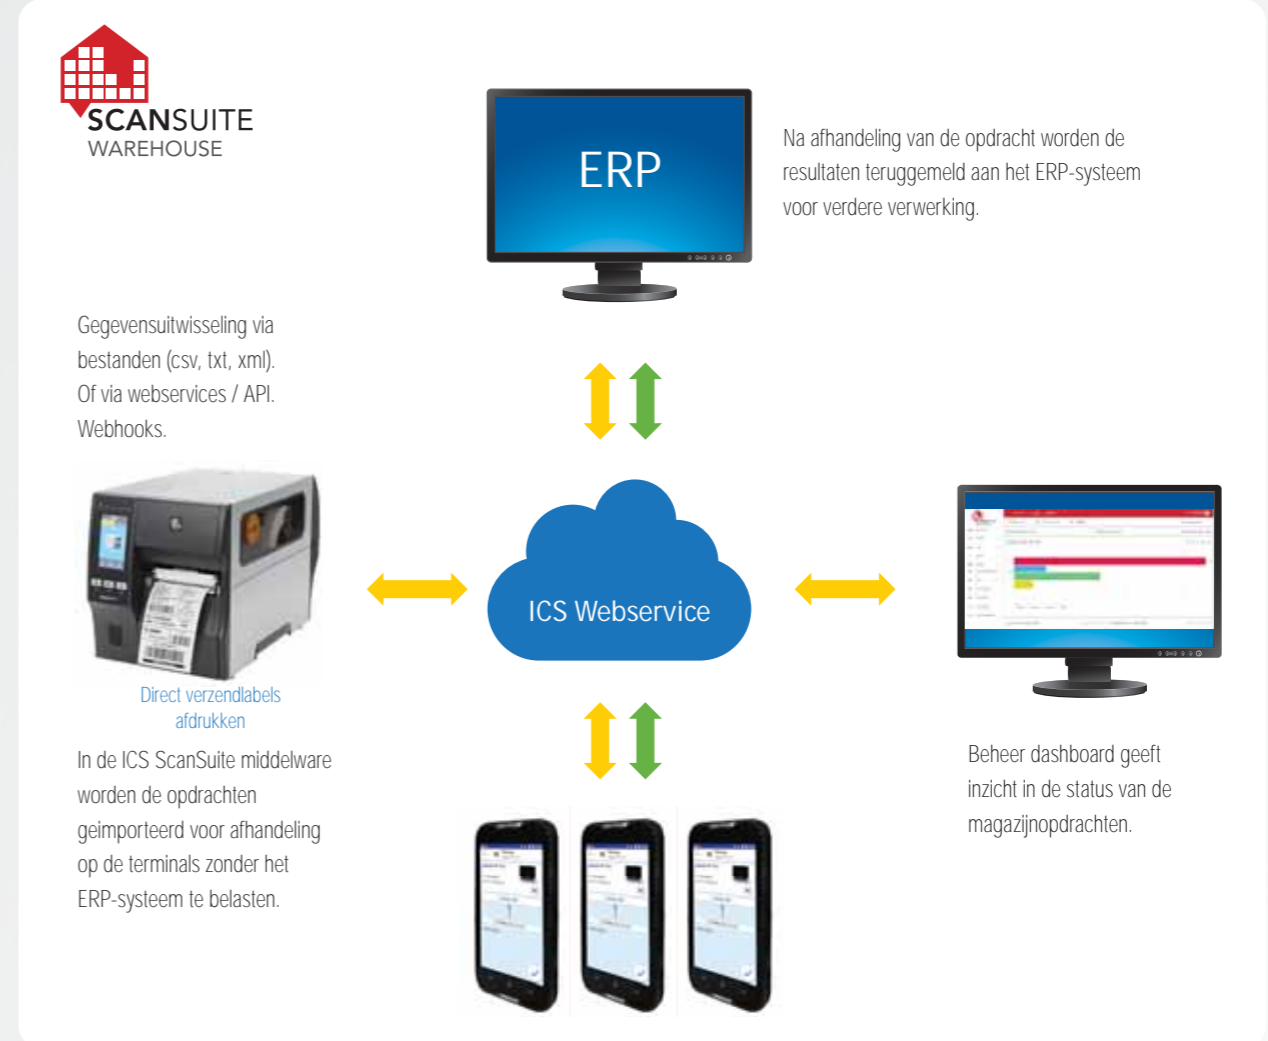 SCANSUITE
WAREHOUSE
ERP
Na afhandeling van de opdracht worden de
resultaten teruggemeld aan het ERP-systeem
voor verdere verwerking.
Gegevensuitwisseling via
bestanden (csv, txt, xml).
Of via webservices / API.
Webhooks.
ICS Webservice
Direct verzendlabels
afdrukken
In de ICS ScanSuite middelware
worden de opdrachten
geimporteerd voor afhandeling
op de terminals zonder het
ERP-systeem te belasten.
Beheer dashboard geeft
inzicht in de status van de
magazijnopdrachten.